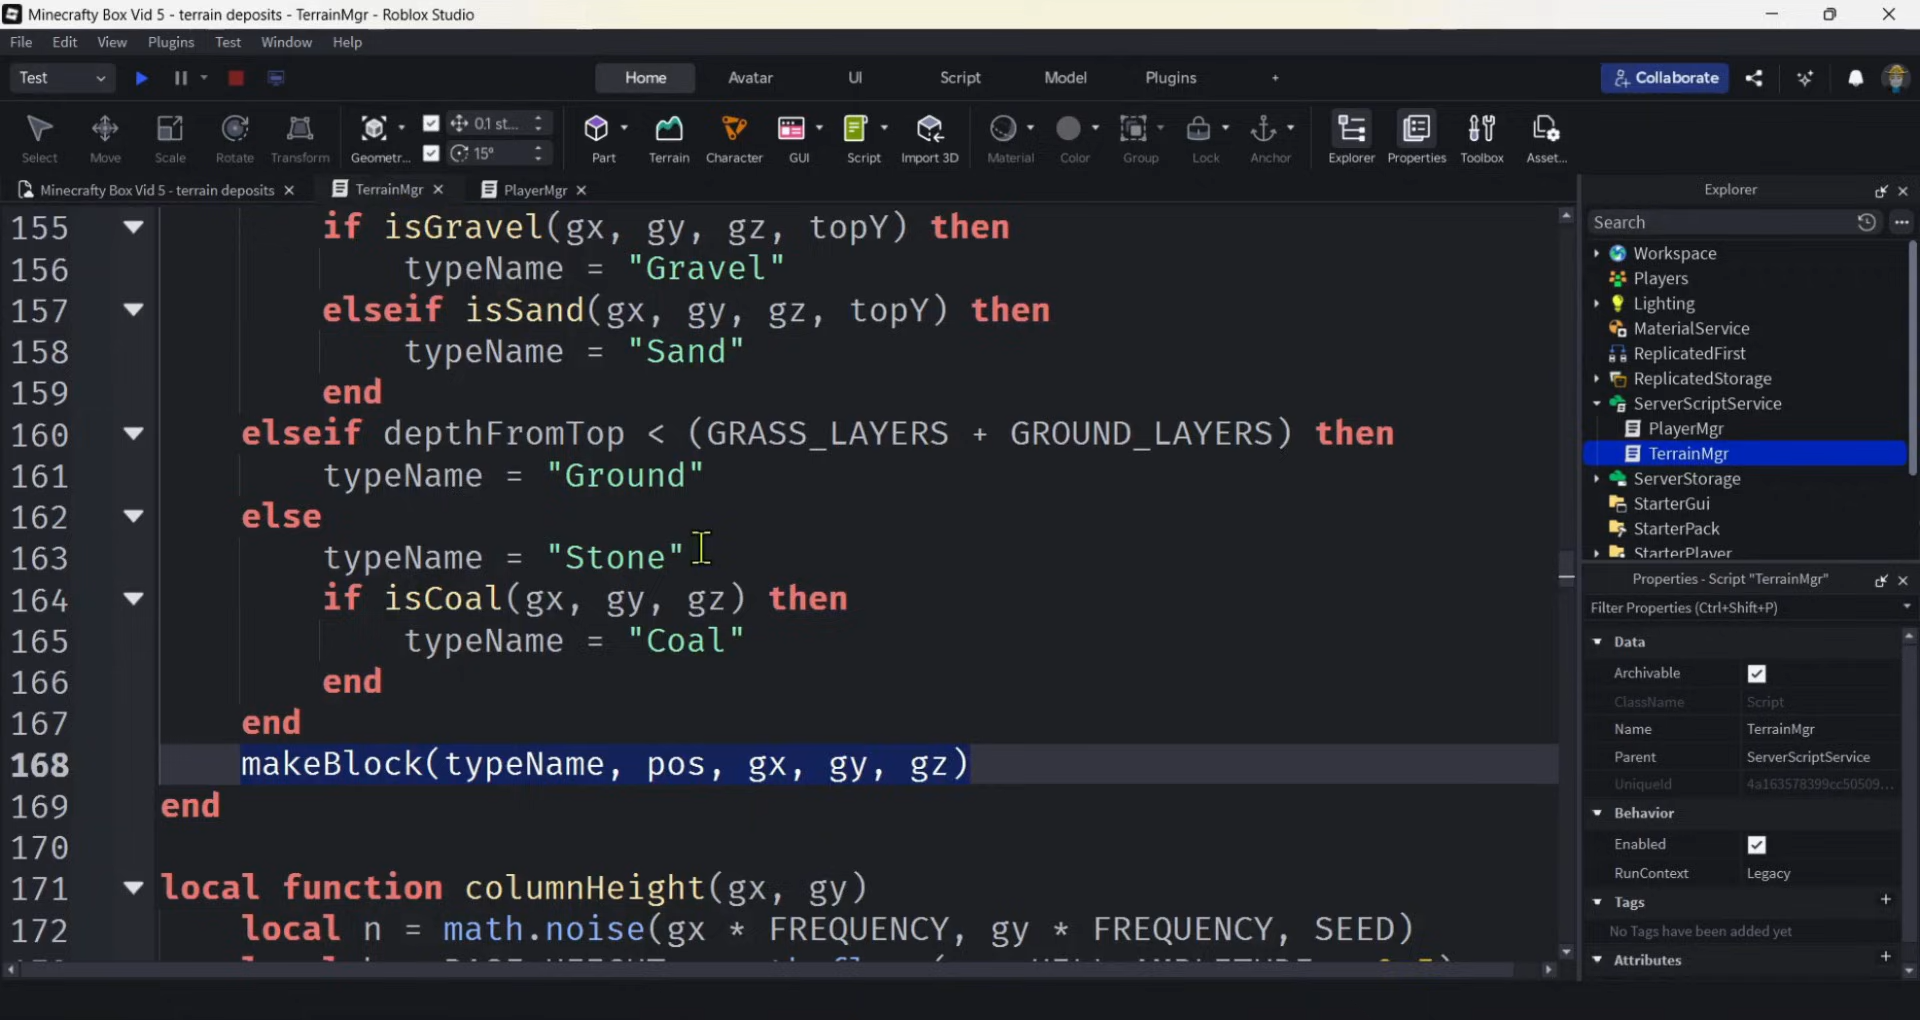 Minecrafty Box Vid 5 - terrain deposits - TerrainMgr - Roblox Studio
File Edit View Plugins Test Window Help
Test Home Avatar UI Script Model Plugins + Collaborate
0.1 st...
15°
Select Move Scale Rotate Transform Geometr... Part Terrain Character GUI Script Import 3D Material Color Group Lock Anchor Explorer Properties Toolbox Asset...
Minecrafty Box Vid 5 - terrain deposits TerrainMgr PlayerMgr
155 if isGravel(gx, gy, gz, topY) then
156 typeName = "Gravel"
157 elseif isSand(gx, gy, gz, topY) then
158 typeName = "Sand"
159 end
160 elseif depthFromTop < (GRASS_LAYERS + GROUND_LAYERS) then
161 typeName = "Ground"
162 else
163 typeName = "Stone"
164 if isCoal(gx, gy, gz) then
165 typeName = "Coal"
166 end
167 end
168 makeBlock(typeName, pos, gx, gy, gz)
169 end
170
171 local function columnHeight(gx, gy)
172 local n = math.noise(gx * FREQUENCY, gy * FREQUENCY, SEED)
Explorer
Search
Workspace
Players
Lighting
MaterialService
ReplicatedFirst
ReplicatedStorage
ServerScriptService
PlayerMgr
TerrainMgr
ServerStorage
StarterGui
StarterPack
StarterPlayer
Properties - Script "TerrainMgr"
Filter Properties (Ctrl+Shift+P)
Data
Archivable
ClassName Script
Name TerrainMgr
Parent ServerScriptService
UniqueId 4a163578399cc50509...
Behavior
Enabled
RunContext Legacy
Tags +
No Tags have been added yet
Attributes +